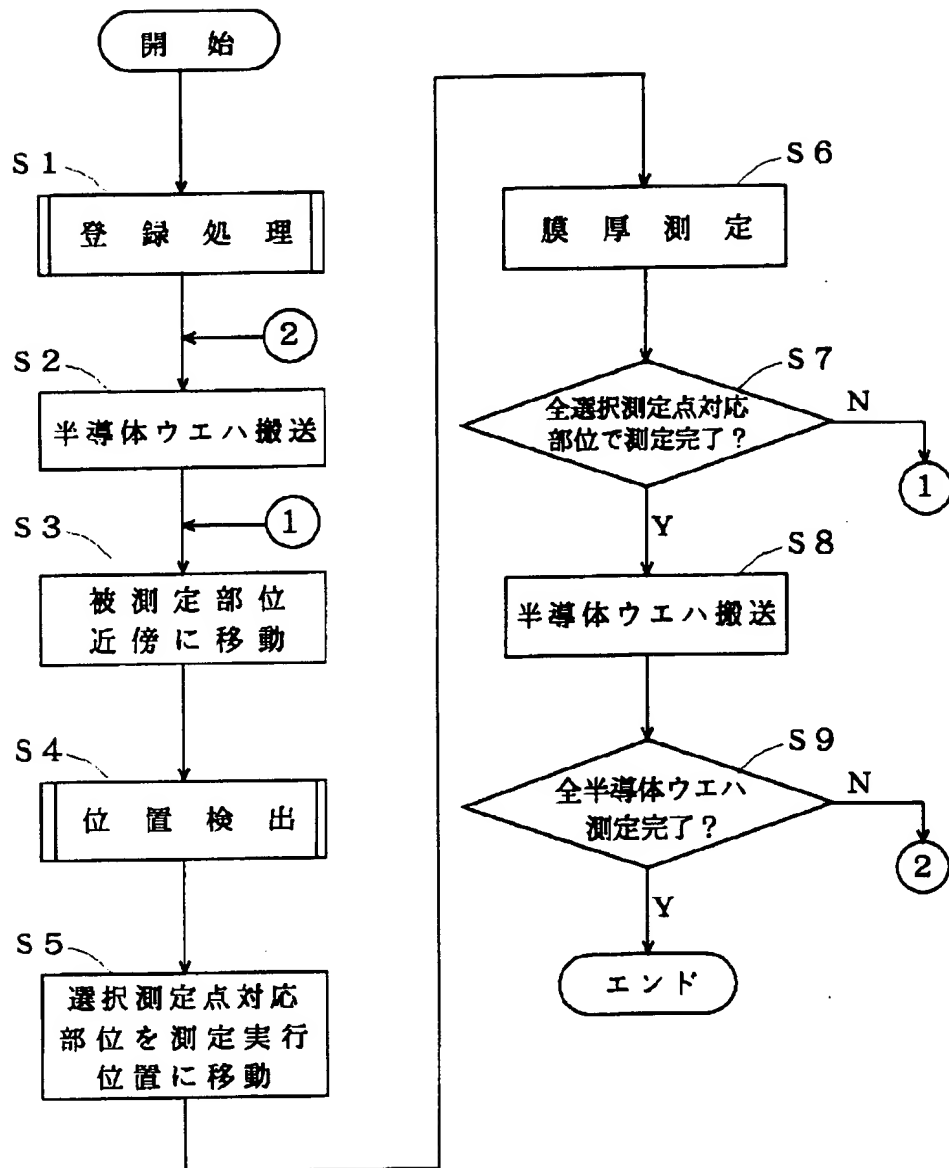 開始
S1
登録処理
②
S2
半導体ウエハ搬送
①
S3
被測定部位
近傍に移動
S4
位置検出
S5
選択測定点対応
部位を測定実行
位置に移動
S6
膜厚測定
S7
全選択測定点対応
部位で測定完了？
N
①
Y
S8
半導体ウエハ搬送
S9
全半導体ウエハ
測定完了？
N
②
Y
エンド